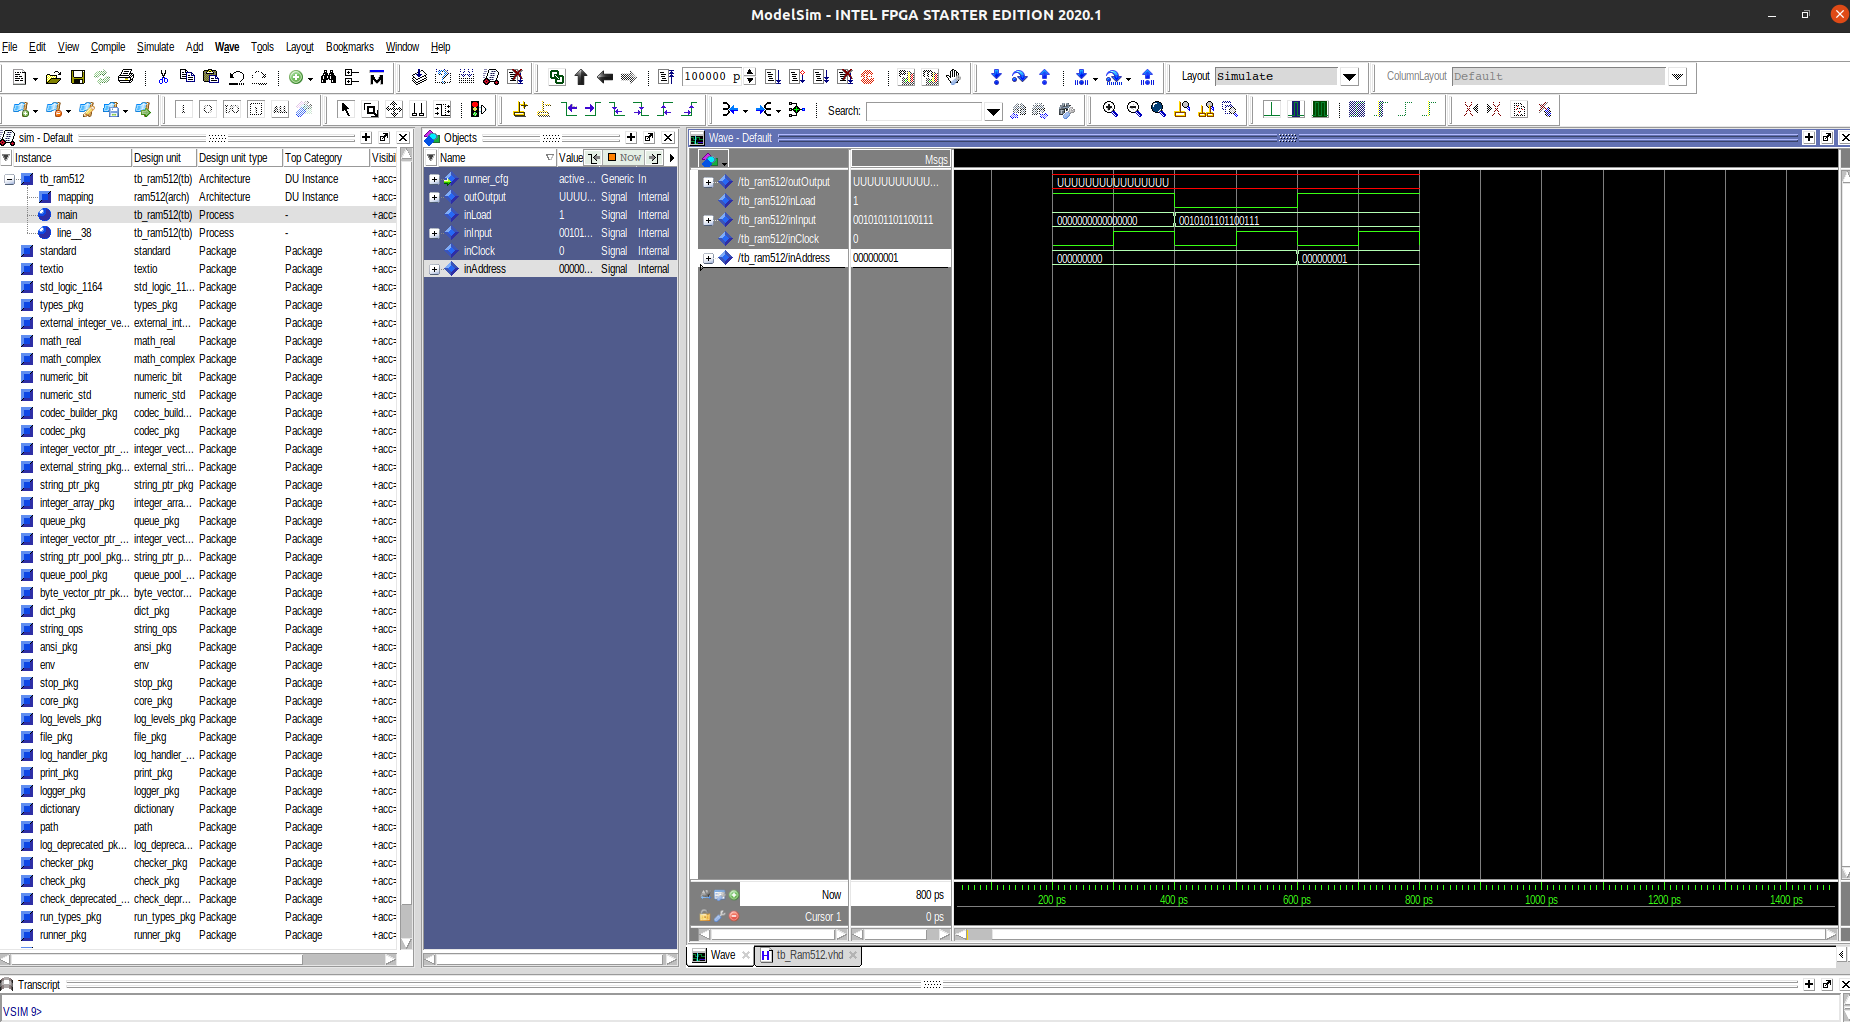 ModelSim - INTEL FPGA STARTER EDITION 2020.1
File Edit View Compile Simulate Add Wave Tools Layout Bookmarks Window Help
100000 p
Layout Simulate
ColumnLayout Default
ALL
Search:
sim - Default
Instance Design unit Design unit type Top Category Visibi
tb_ram512 tb_ram512(tb) Architecture DU Instance +acc=
mapping ram512(arch) Architecture DU Instance +acc=
main tb_ram512(tb) Process - +acc=
line__38 tb_ram512(tb) Process - +acc=
standard standard Package Package +acc=
textio textio Package Package +acc=
std_logic_1164 std_logic_11... Package Package +acc=
types_pkg types_pkg Package Package +acc=
external_integer_ve... external_int... Package Package +acc=
math_real math_real Package Package +acc=
math_complex math_complex Package Package +acc=
numeric_bit numeric_bit Package Package +acc=
numeric_std numeric_std Package Package +acc=
codec_builder_pkg codec_build... Package Package +acc=
codec_pkg codec_pkg Package Package +acc=
integer_vector_ptr_... integer_vect... Package Package +acc=
external_string_pkg... external_stri... Package Package +acc=
string_ptr_pkg string_ptr_pkg Package Package +acc=
integer_array_pkg integer_arra... Package Package +acc=
queue_pkg queue_pkg Package Package +acc=
integer_vector_ptr_... integer_vect... Package Package +acc=
string_ptr_pool_pkg... string_ptr_p... Package Package +acc=
queue_pool_pkg queue_pool_... Package Package +acc=
byte_vector_ptr_pk... byte_vector... Package Package +acc=
dict_pkg dict_pkg Package Package +acc=
string_ops string_ops Package Package +acc=
ansi_pkg ansi_pkg Package Package +acc=
env env Package Package +acc=
stop_pkg stop_pkg Package Package +acc=
core_pkg core_pkg Package Package +acc=
log_levels_pkg log_levels_pkg Package Package +acc=
file_pkg file_pkg Package Package +acc=
log_handler_pkg log_handler_... Package Package +acc=
print_pkg print_pkg Package Package +acc=
logger_pkg logger_pkg Package Package +acc=
dictionary dictionary Package Package +acc=
path path Package Package +acc=
log_deprecated_pk... log_depreca... Package Package +acc=
checker_pkg checker_pkg Package Package +acc=
check_pkg check_pkg Package Package +acc=
check_deprecated_... check_depr... Package Package +acc=
run_types_pkg run_types_pkg Package Package +acc=
runner_pkg runner_pkg Package Package +acc=
Objects
Name Value Now
runner_cfg active ... Generic In
outOutput UUUU... Signal Internal
inLoad 1 Signal Internal
inInput 00101... Signal Internal
inClock 0 Signal Internal
inAddress 00000... Signal Internal
Wave - Default
Msgs
/tb_ram512/outOutput UUUUUUUUUUU... UUUUUUUUUUUUUUUU
/tb_ram512/inLoad 1
/tb_ram512/inInput 0010101101100111 0000000000000000 0010101101100111
/tb_ram512/inClock 0
/tb_ram512/inAddress 000000001 000000000 000000001
Now 800 ps
Cursor 1 0 ps
200 ps 400 ps 600 ps 800 ps 1000 ps 1200 ps 1400 ps
Wave
tb_Ram512.vhd
Transcript
VSIM 9>